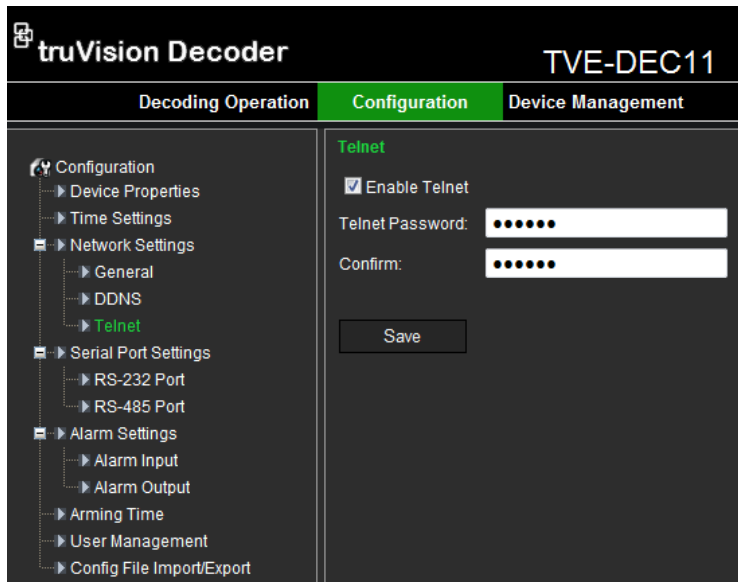 truVision Decoder
TVE-DEC11
Decoding Operation
Configuration
Device Management
Configuration
Device Properties
Time Settings
Network Settings
General
DDNS
Telnet
Serial Port Settings
RS-232 Port
RS-485 Port
Alarm Settings
Alarm Input
Alarm Output
Arming Time
User Management
Config File Import/Export
Telnet
Enable Telnet
Telnet Password: ●●●●●●
Confirm: ●●●●●●
Save